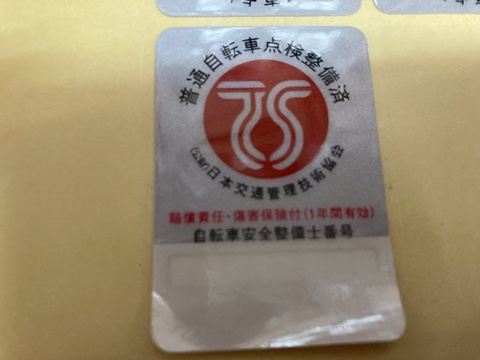 普通自転車点検整備済
TS
(公財)日本交通管理技術協会
賠償責任・傷害保険付(1年間有効)
自転車安全整備士番号